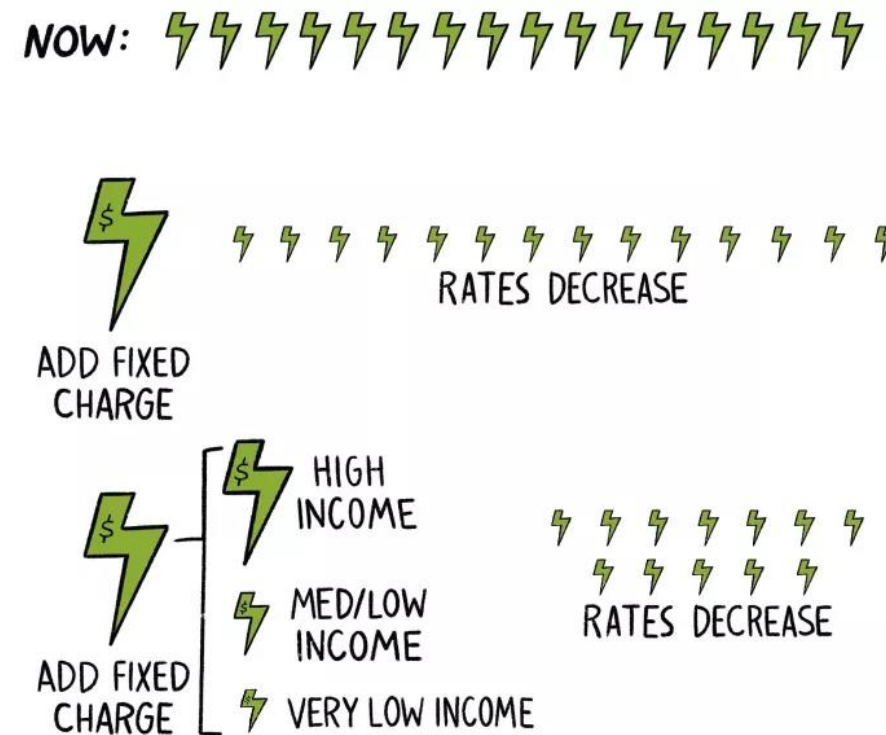 NOW:
$
RATES DECREASE
ADD FIXED
CHARGE
$
HIGH
INCOME
$
$
MED/LOW
INCOME
RATES DECREASE
ADD FIXED
CHARGE
$
VERY LOW INCOME